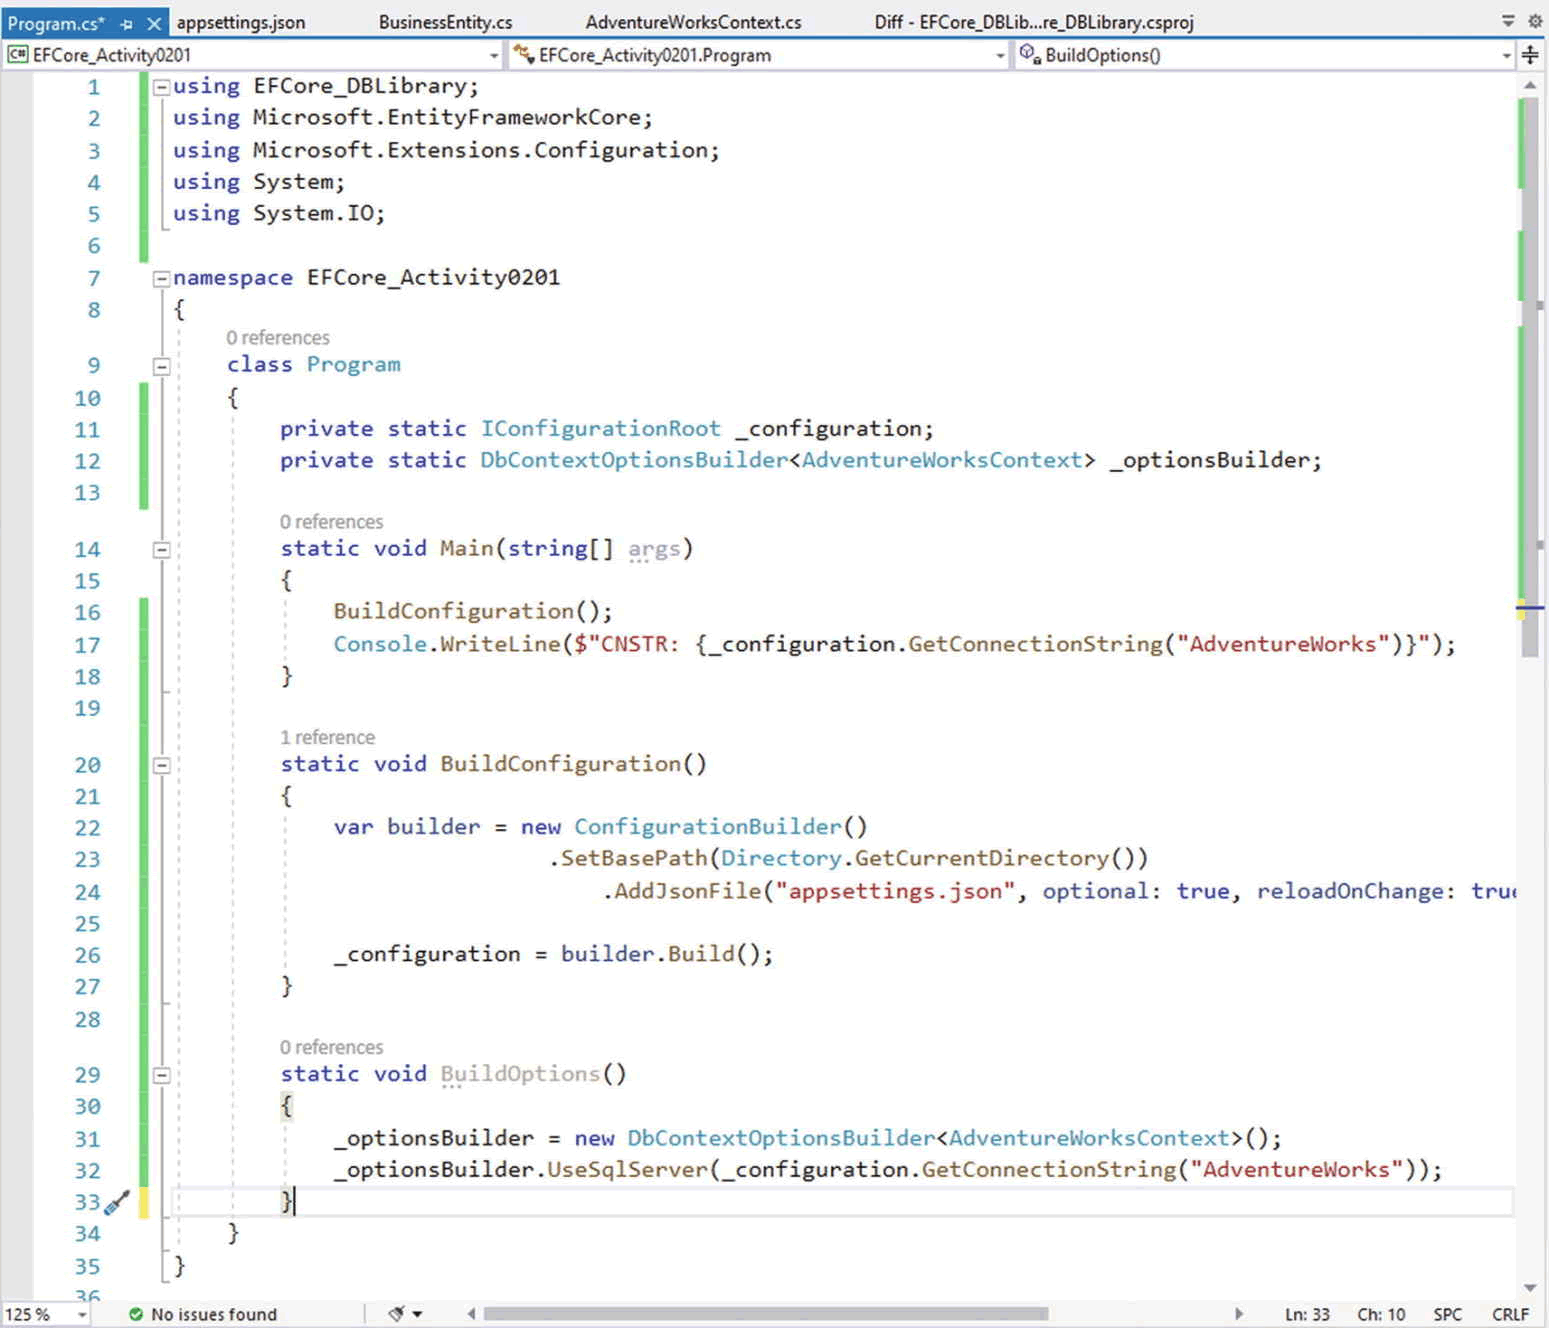 Program.cs* appsettings.json BusinessEntity.cs AdventureWorksContext.cs Diff - EFCore_DBLib...re_DBLibrary.csproj
C# EFCore_Activity0201 EFCore_Activity0201.Program BuildOptions()
1 using EFCore_DBLibrary;
2 using Microsoft.EntityFrameworkCore;
3 using Microsoft.Extensions.Configuration;
4 using System;
5 using System.IO;
6
7 namespace EFCore_Activity0201
8 {
0 references
9 class Program
10 {
11 private static IConfigurationRoot _configuration;
12 private static DbContextOptionsBuilder<AdventureWorksContext> _optionsBuilder;
13
0 references
14 static void Main(string[] args)
15 {
16 BuildConfiguration();
17 Console.WriteLine($"CNSTR: {_configuration.GetConnectionString("AdventureWorks")}");
18 }
19
1 reference
20 static void BuildConfiguration()
21 {
22 var builder = new ConfigurationBuilder()
23 .SetBasePath(Directory.GetCurrentDirectory())
24 .AddJsonFile("appsettings.json", optional: true, reloadOnChange: true
25
26 _configuration = builder.Build();
27 }
28
0 references
29 static void BuildOptions()
30 {
31 _optionsBuilder = new DbContextOptionsBuilder<AdventureWorksContext>();
32 _optionsBuilder.UseSqlServer(_configuration.GetConnectionString("AdventureWorks"));
33 }
34 }
35 }
36
125 % No issues found Ln: 33 Ch: 10 SPC CRLF